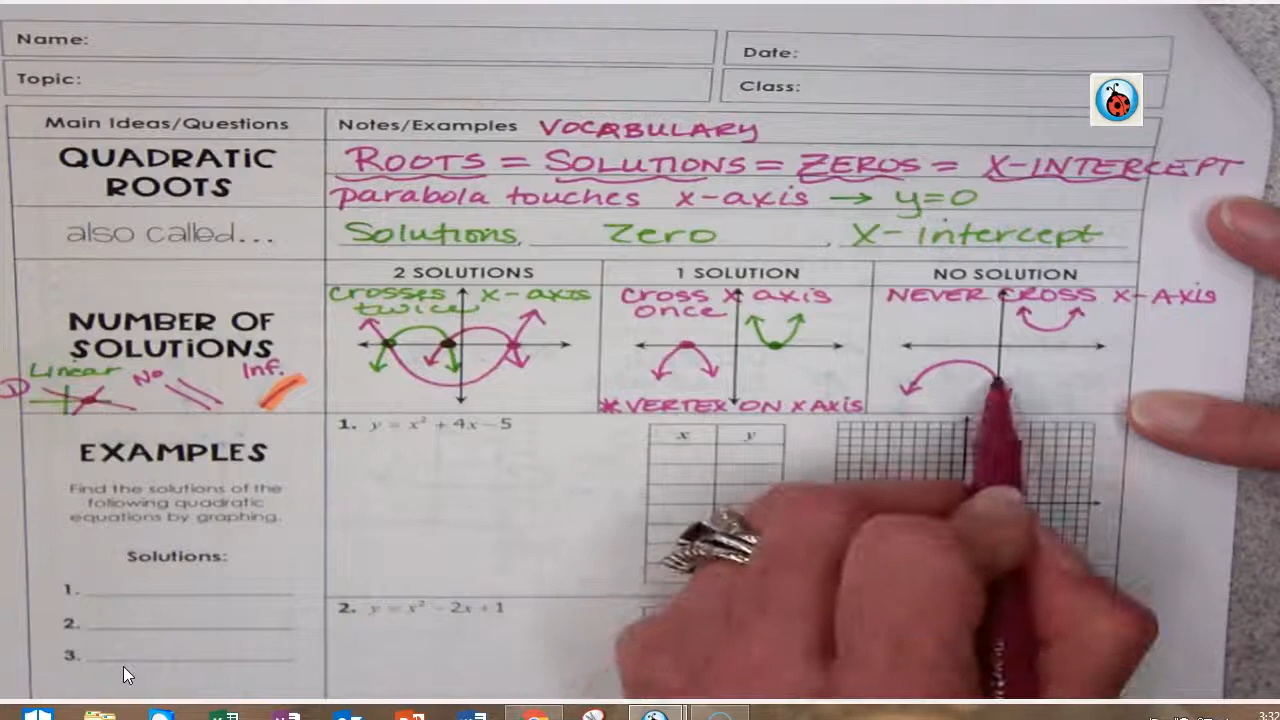 Name:
Date:
Topic:
Class:
Main Ideas/Questions
Notes/Examples VOCABULARY
QUADRATIC
ROOTS
ROOTS = SOLUTIONS = ZEROS = X-INTERCEPT
parabola touches x-axis → y=0
also called...
Solutions, Zero, X-intercept
NUMBER OF
SOLUTIONS
Linear
No
Inf.
2 SOLUTIONS
crosses x-axis
twice
1 SOLUTION
cross x axis
once
*VERTEX ON X AXIS
NO SOLUTION
NEVER CROSS X-AXIS
EXAMPLES
Find the solutions of the
following quadratic
equations by graphing.
Solutions:
1.
2.
3.
1. y = x² + 4x − 5
x y
2. y = x² − 2x + 1